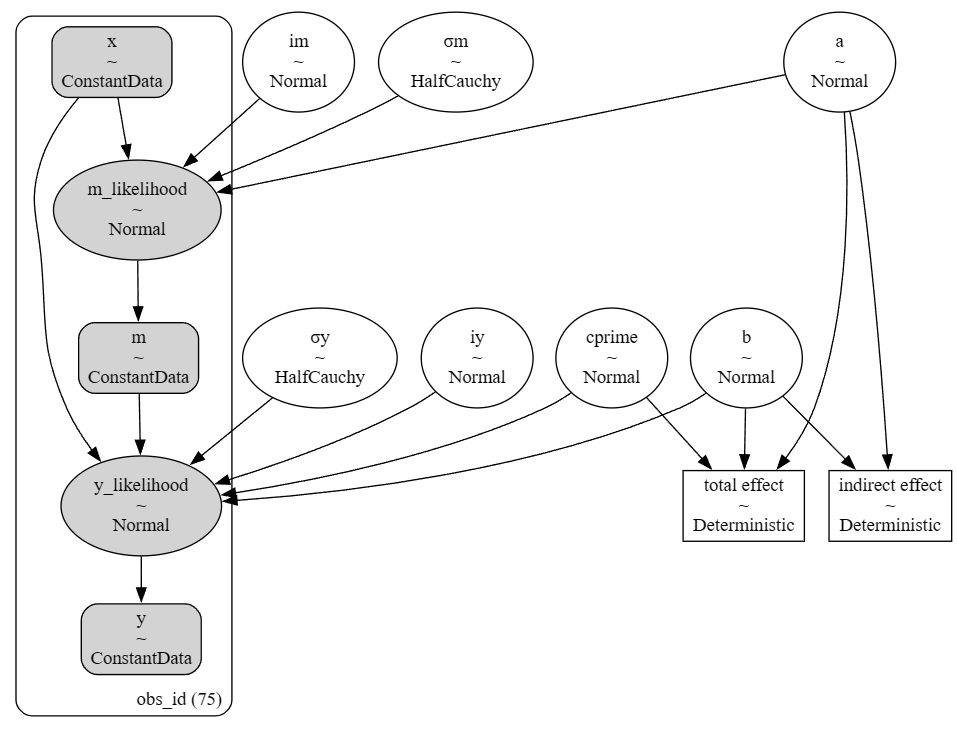 x
~
ConstantData
im
~
Normal
σm
~
HalfCauchy
a
~
Normal
m_likelihood
~
Normal
m
~
ConstantData
σy
~
HalfCauchy
iy
~
Normal
cprime
~
Normal
b
~
Normal
y_likelihood
~
Normal
total effect
~
Deterministic
indirect effect
~
Deterministic
y
~
ConstantData
obs_id (75)